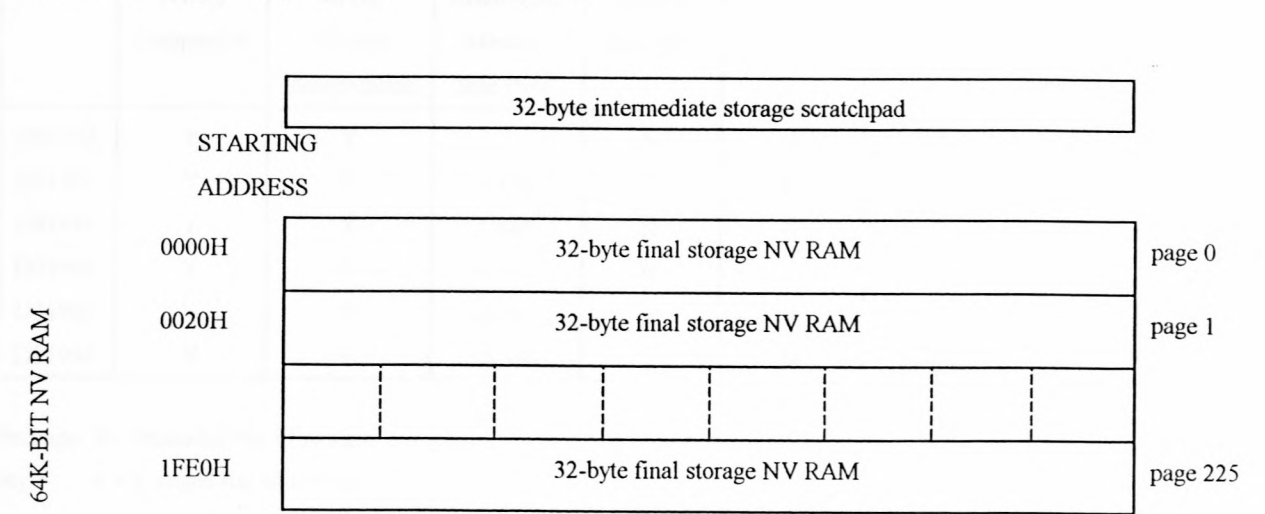 32-byte intermediate storage scratchpad
STARTING
ADDRESS
0000H 32-byte final storage NV RAM page 0
0020H 32-byte final storage NV RAM page 1
1FE0H 32-byte final storage NV RAM page 225
64K-BIT NV RAM